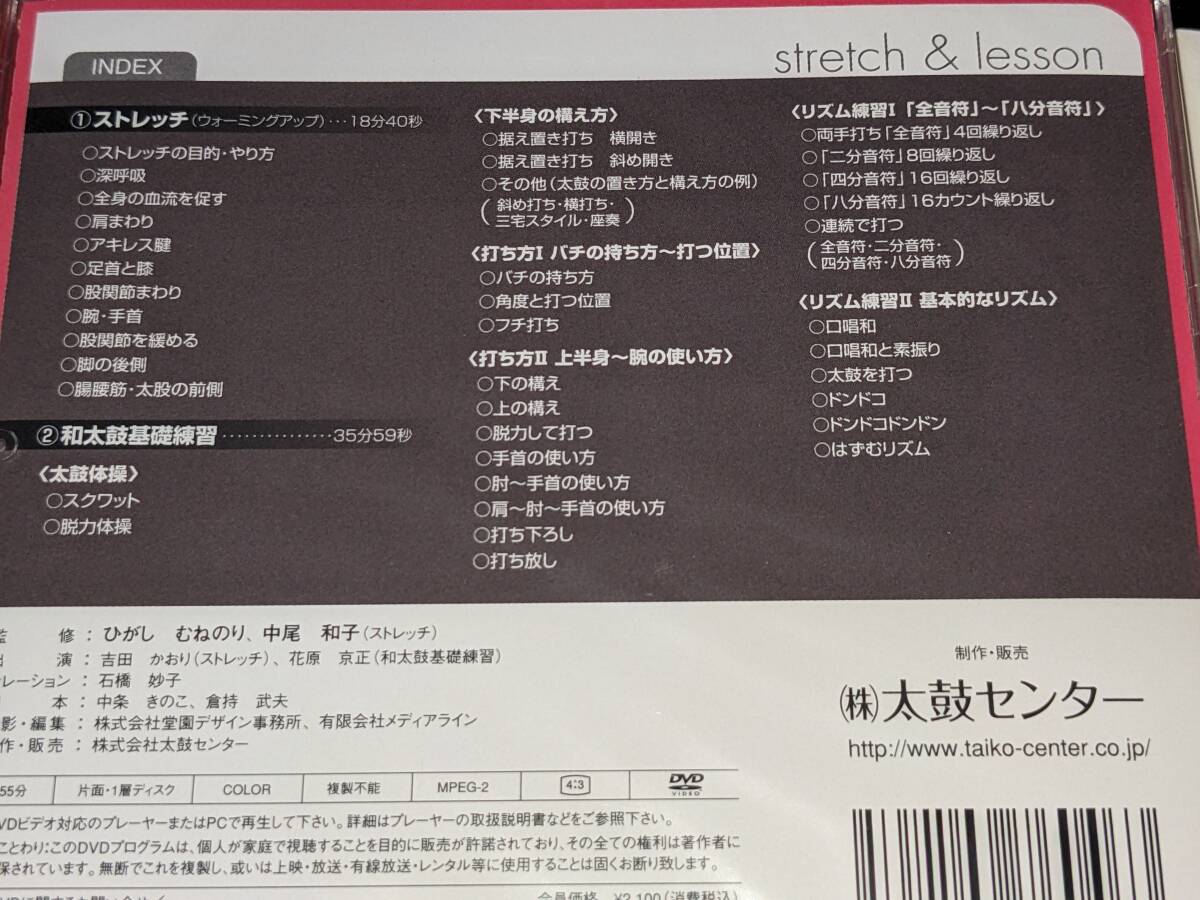 stretch & lesson
INDEX
①ストレッチ(ウォーミングアップ)･･･18分40秒
○ストレッチの目的・やり方
○深呼吸
○全身の血流を促す
○肩まわり
○アキレス腱
○足首と膝
○股関節まわり
○腕・手首
○股関節を緩める
○脚の後側
○腸腰筋・太股の前側
②和太鼓基礎練習･･･････････････35分59秒
〈太鼓体操〉
○スクワット
○脱力体操
〈下半身の構え方〉
○据え置き打ち 横開き
○据え置き打ち 斜め開き
○その他(太鼓の置き方と構え方の例)
(斜め打ち・横打ち・
三宅スタイル・座奏)
〈打ち方Ⅰ バチの持ち方～打つ位置〉
○バチの持ち方
○角度と打つ位置
○フチ打ち
〈打ち方Ⅱ 上半身～腕の使い方〉
○下の構え
○上の構え
○脱力して打つ
○手首の使い方
○肘～手首の使い方
○肩～肘～手首の使い方
○打ち下ろし
○打ち放し
〈リズム練習Ⅰ「全音符」～「八分音符」〉
○両手打ち「全音符」4回繰り返し
○「二分音符」8回繰り返し
○「四分音符」16回繰り返し
○「八分音符」16カウント繰り返し
○連続で打つ
(全音符・二分音符・
四分音符・八分音符)
〈リズム練習Ⅱ 基本的なリズム〉
○口唱和
○口唱和と素振り
○太鼓を打つ
○ドンドコ
○ドンドコドンドン
○はずむリズム
監 修：ひがし むねのり、中尾 和子(ストレッチ)
演：吉田 かおり(ストレッチ)、花原 京正(和太鼓基礎練習)
レーション：石橋 妙子
本：中条 きのこ、倉持 武夫
影・編集：株式会社堂園デザイン事務所、有限会社メディアライン
作・販売：株式会社太鼓センター
制作・販売
(株)太鼓センター
http://www.taiko-center.co.jp/
55分 片面・1層ディスク COLOR 複製不能 MPEG-2 4:3 DVD VIDEO
VDビデオ対応のプレーヤーまたはPCで再生して下さい。詳細はプレーヤーの取扱説明書などをご参照下さい。
ことわり:このDVDプログラムは、個人が家庭で視聴することを目的に販売が許諾されており、その全ての権利は著作者に
保されています。無断でこれを複製し、或いは上映・放送・有線放送・レンタル等に使用することは固くお断り致します。
会員価格 ¥2,100(消費税込)